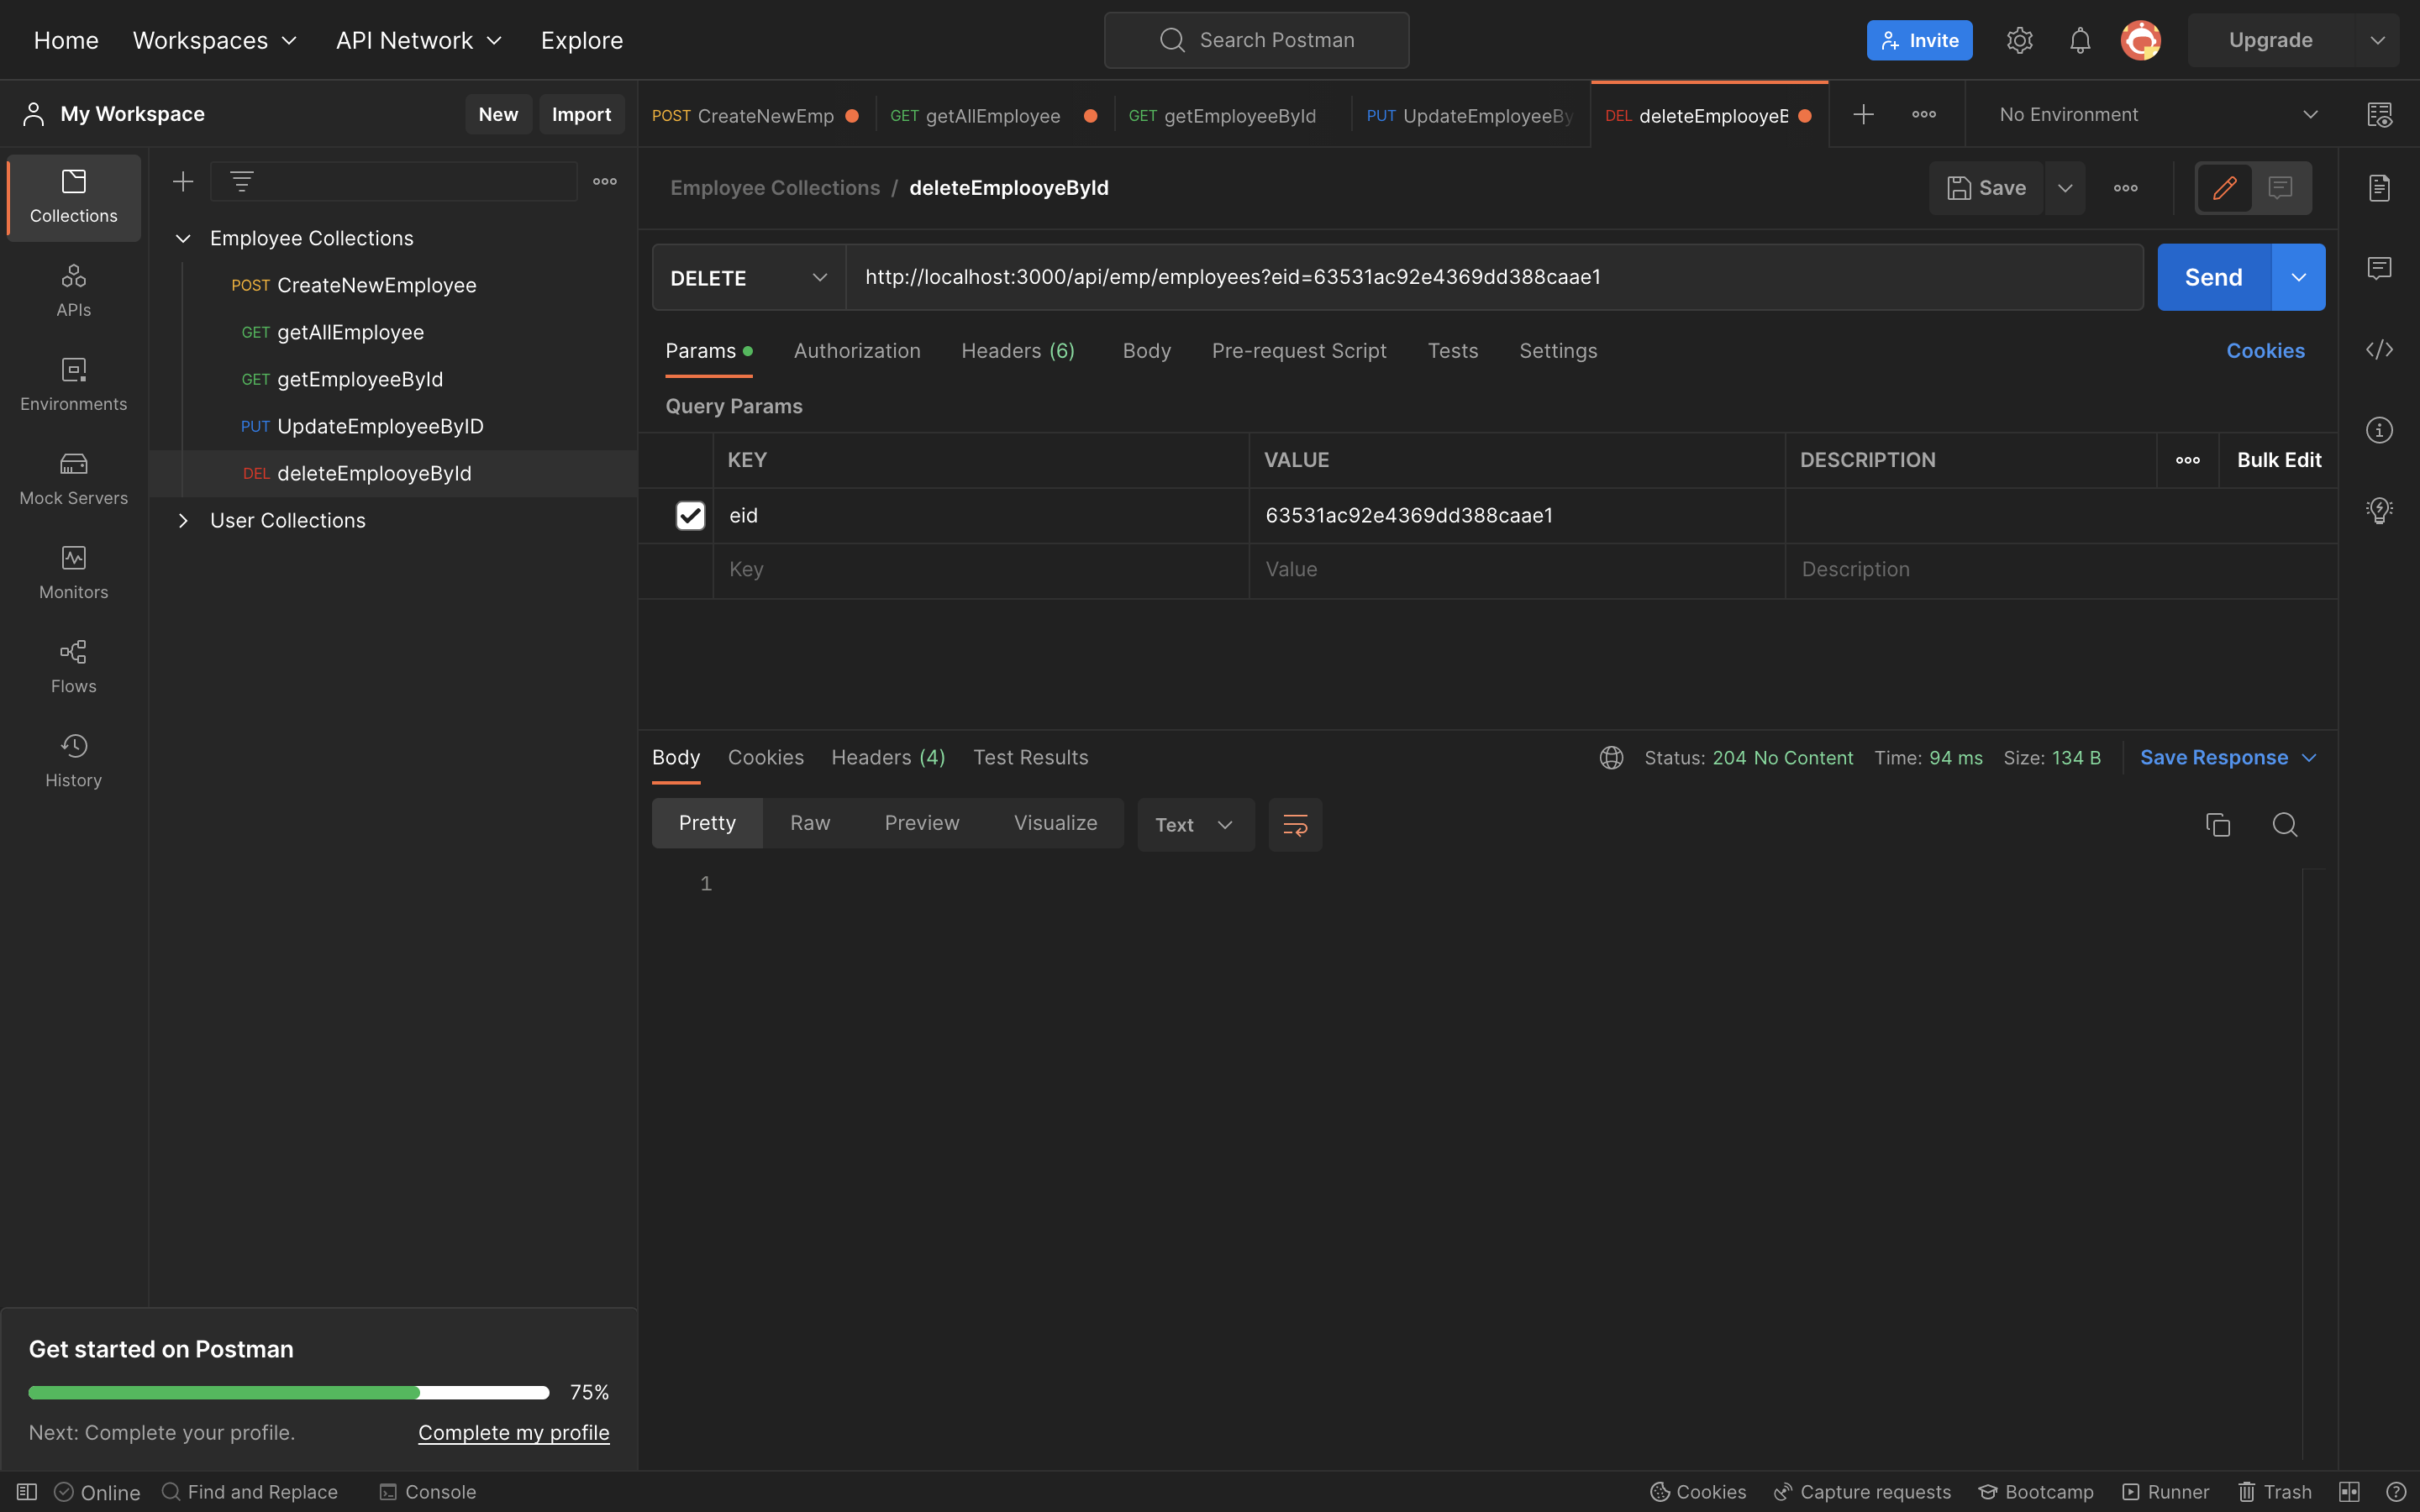 Home Workspaces API Network Explore Search Postman Invite Upgrade
My Workspace New Import POST CreateNewEmp GET getAllEmployee GET getEmployeeById PUT UpdateEmployeeBy DEL deleteEmplooyeE No Environment
Collections
APIs
Environments
Mock Servers
Monitors
Flows
History
Employee Collections
POST CreateNewEmployee
GET getAllEmployee
GET getEmployeeById
PUT UpdateEmployeeByID
DEL deleteEmplooyeById
User Collections
Employee Collections / deleteEmplooyeById Save
DELETE http://localhost:3000/api/emp/employees?eid=63531ac92e4369dd388caae1 Send
Params Authorization Headers (6) Body Pre-request Script Tests Settings Cookies
Query Params
KEY VALUE DESCRIPTION Bulk Edit
eid 63531ac92e4369dd388caae1
Key Value Description
Body Cookies Headers (4) Test Results Status: 204 No Content Time: 94 ms Size: 134 B Save Response
Pretty Raw Preview Visualize Text
1
Get started on Postman
75%
Next: Complete your profile. Complete my profile
Online Find and Replace Console Cookies Capture requests Bootcamp Runner Trash